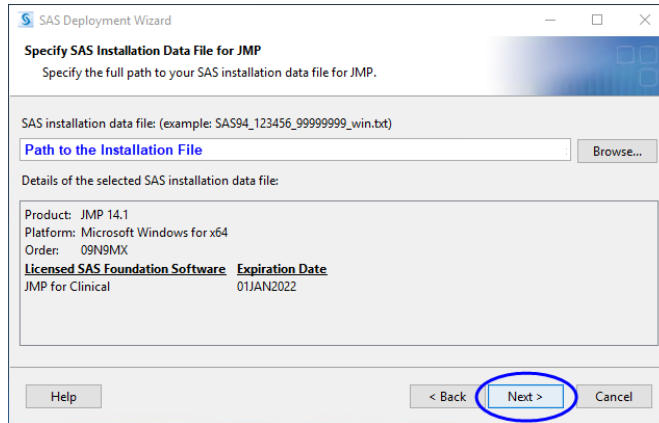 SAS Deployment Wizard
Specify SAS Installation Data File for JMP
Specify the full path to your SAS installation data file for JMP.
SAS installation data file: (example: SAS94_123456_99999999_win.txt)
Path to the Installation File
Browse...
Details of the selected SAS installation data file:
Product: JMP 14.1
Platform: Microsoft Windows for x64
Order: 09N9MX
Licensed SAS Foundation Software Expiration Date
JMP for Clinical 01JAN2022
Help < Back Next > Cancel